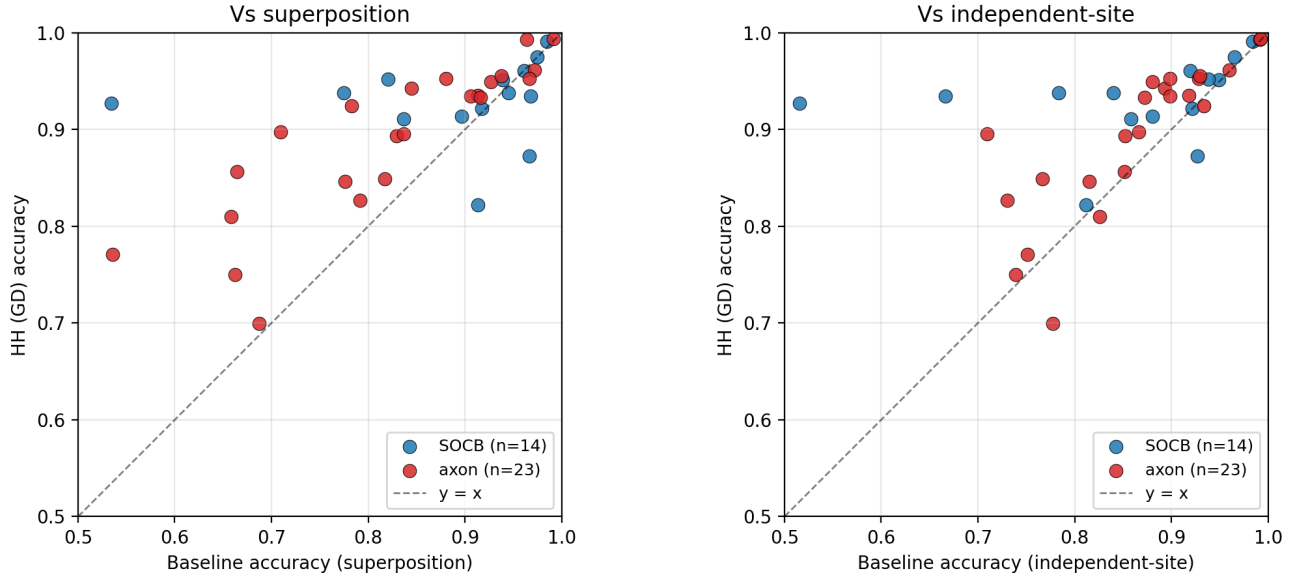 Vs superposition
1.0
0.9
0.8
0.7
0.6
0.5
HH (GD) accuracy
SOCB (n=14)
axon (n=23)
y = x
0.5 0.6 0.7 0.8 0.9 1.0
Baseline accuracy (superposition)
Vs independent-site
1.0
0.9
0.8
0.7
0.6
0.5
HH (GD) accuracy
SOCB (n=14)
axon (n=23)
y = x
0.5 0.6 0.7 0.8 0.9 1.0
Baseline accuracy (independent-site)